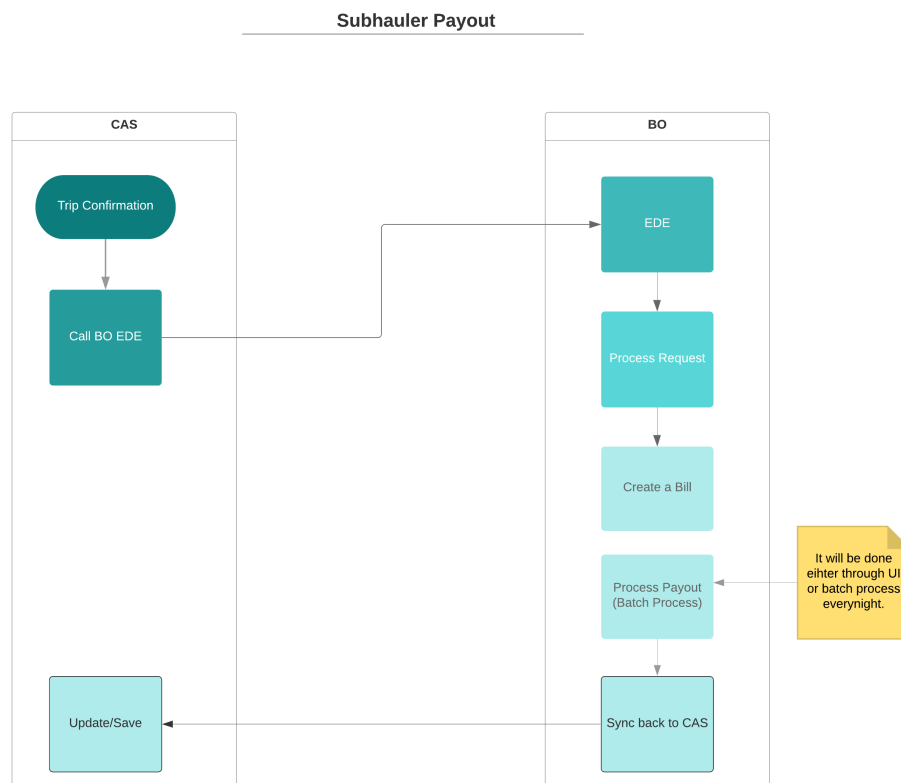 Subhauler Payout
CAS
BO
Trip Confirmation
EDE
Call BO EDE
Process Request
Create a Bill
It will be done
eihter through UI
or batch process
everynight.
Process Payout
(Batch Process)
Update/Save
Sync back to CAS